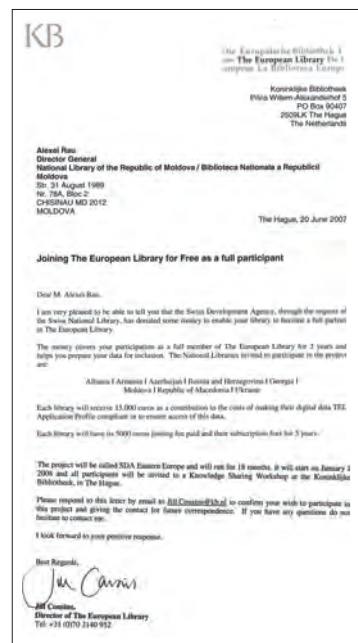 KB
Die Europäische Bibliothek I
The European Library
European La Biblioteca Europe
Koninklijke Bibliotheek
Prins Willem-Alexanderhof 5
PO Box 90407
2509LK The Hague
The Netherlands
Alexei Rau
Director General
National Library of the Republic of Moldova / Biblioteca Nationala a Republicii
Moldova
Str. 31 August 1989
Nr. 78A, Bloc 2
CHISINAU MD 2012
MOLDOVA
The Hague, 20 June 2007
Joining The European Library for Free as a full participant
Dear M. Alexei Rau,
I am very pleased to be able to tell you that the Swiss Development Agency, through the request of
the Swiss National Library, has donated some money to enable your library to become a full partner
in The European Library.
The money covers your participation as a full member of The European Library for 2 years and
helps you prepare your data for inclusion. The National Libraries invited to participate in the project
are:
Albania I Armenia I Azerbaijan I Bosnia and Herzegovina I Georgia I
Moldova I Republic of Macedonia I Ukraine
Each library will receive 15,000 euros as a contribution to the costs of making their digital data TEL
Application Profile compliant or to ensure access of this data.
Each library will have its 5000 euros joining fee paid and their subscription fees for 3 years.
The project will be called SDA Eastern Europe and will run for 18 months, it will start on January 1
2008 and all participants will be invited to a Knowledge Sharing Workshop at the Koninklijke
Bibliotheek, in The Hague.
Please respond to this letter by email to Jill.Cousins@kb.nl to confirm your wish to participate in
this project and giving the contact for future correspondence. If you have any questions do not
hesitate to contact me.
I look forward to your positive response.
Best Regards,
Jill Cousins
Jill Cousins,
Director of The European Library
Tel: +31 (0)70 3140 952